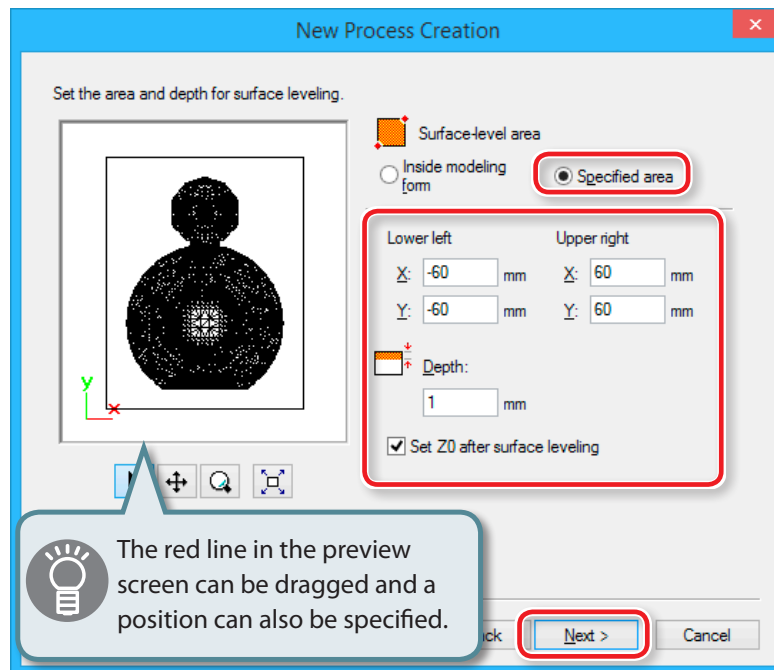 New Process Creation
Set the area and depth for surface leveling.
Surface-level area
Inside modeling
form
Specified area
Lower left Upper right
X: -60 mm X: 60 mm
Y: -60 mm Y: 60 mm
Depth:
1 mm
Set Z0 after surface leveling
y
x
The red line in the preview
screen can be dragged and a
position can also be specified.
Next > Cancel